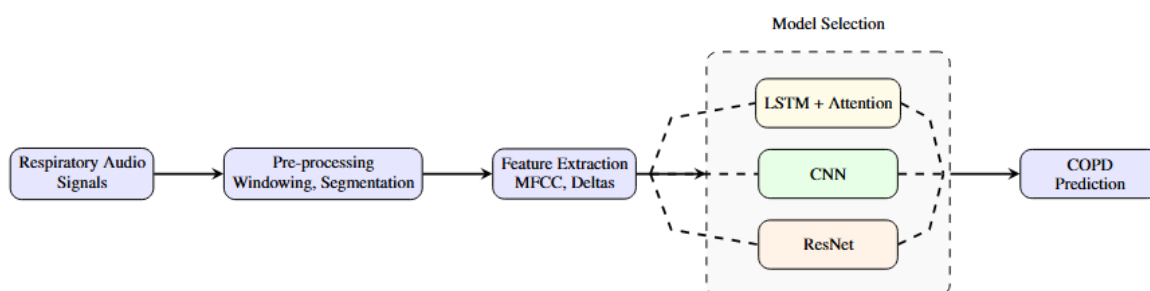 Model Selection
Respiratory Audio
Signals
Pre-processing
Windowing, Segmentation
Feature Extraction
MFCC, Deltas
LSTM + Attention
CNN
ResNet
COPD
Prediction